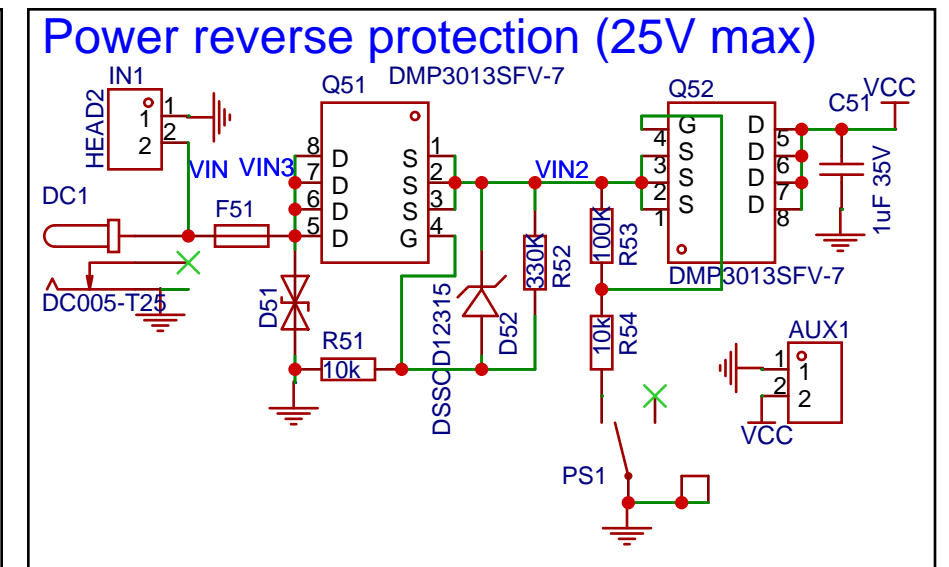 Power reverse protection (25V max)
IN1
HEAD2
1
2
1
2
VIN
VIN3
DC1
F51
DC005-T25
Q51
DMP3013SFV-7
8
7
6
5
D
D
D
D
S
S
S
G
1
2
3
4
D51
R51
10k
DSSCD12315
D52
330K
R52
VIN2
100K
R53
10k
R54
PS1
Q52
4
3
2
1
G
S
S
S
D
D
D
D
5
6
7
8
DMP3013SFV-7
C51
VCC
1uF 35V
AUX1
1
2
1
2
VCC